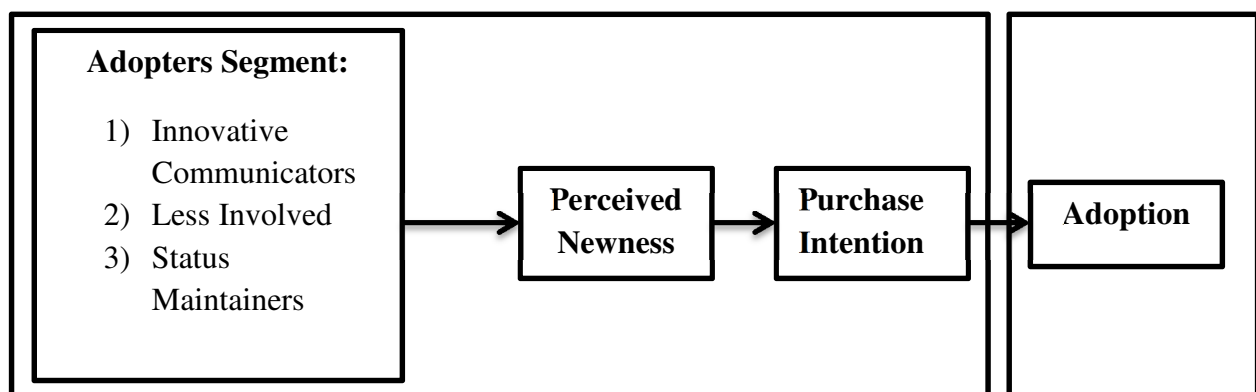 Adopters Segment:
1) Innovative
Communicators
2) Less Involved
3) Status
Maintainers
Perceived
Newness
Purchase
Intention
Adoption